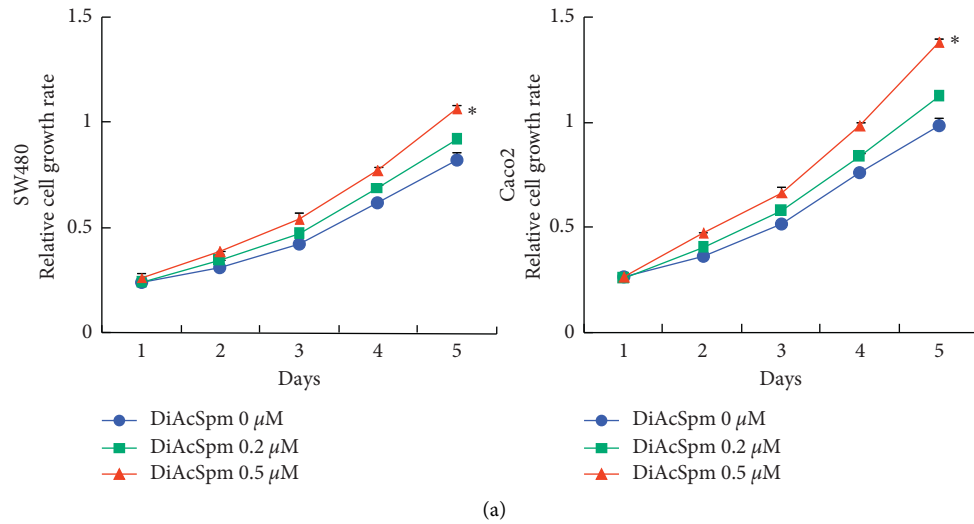 1.5
1
0.5
0
SW480
Relative cell growth rate
*
1 2 3 4 5
Days
DiAcSpm 0 μM
DiAcSpm 0.2 μM
DiAcSpm 0.5 μM
1.5
1
0.5
0
Caco2
Relative cell growth rate
*
1 2 3 4 5
Days
DiAcSpm 0 μM
DiAcSpm 0.2 μM
DiAcSpm 0.5 μM
(a)